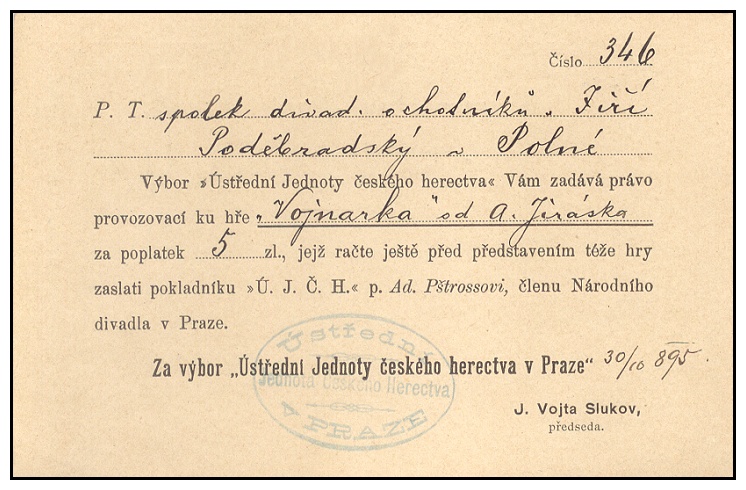 Číslo 346
P. T. spolek divad. ochotníků „Jiří
Poděbradský v Polné
Výbor »Ústřední Jednoty českého herectva« Vám zadává právo
provozovací ku hře „Vojnarka" od A. Jiráska
za poplatek 5 zl., jejž račte ještě před představením téže hry
zaslati pokladníku »Ú. J. Č. H.« p. Ad. Pštrossovi, členu Národního
divadla v Praze.
Za výbor „Ústřední Jednoty českého herectva v Praze" 30/10 895.
J. Vojta Slukov,
předseda.
Ústřední
Jednota Českého Herectva
v PRAZE